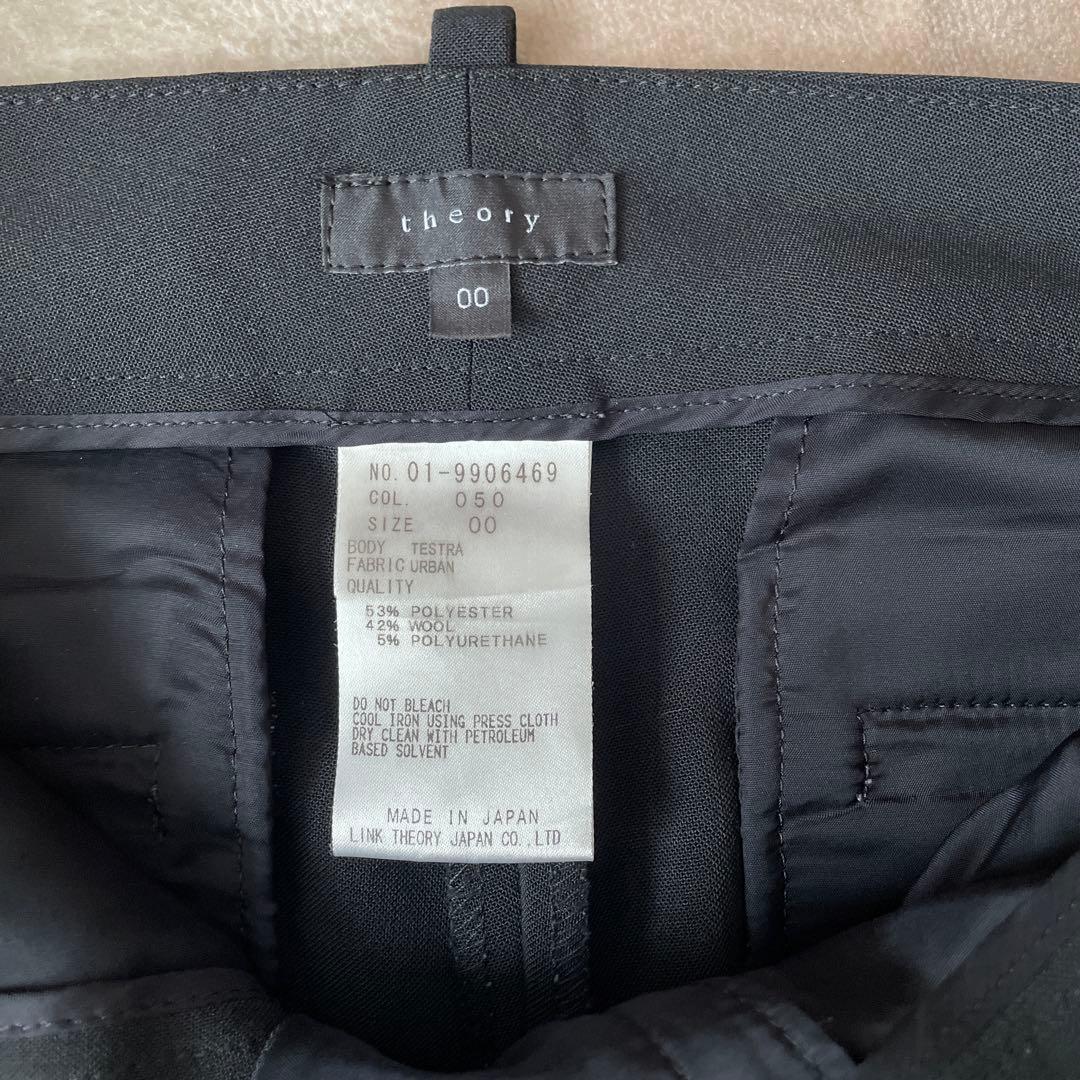 theory
00
NO. 01-9906469
COL. 050
SIZE 00
BODY TESTRA
FABRIC URBAN
QUALITY
53% POLYESTER
42% WOOL
5% POLYURETHANE
DO NOT BLEACH
COOL IRON USING PRESS CLOTH
DRY CLEAN WITH PETROLEUM
BASED SOLVENT
MADE IN JAPAN
LINK THEORY JAPAN CO.,LTD